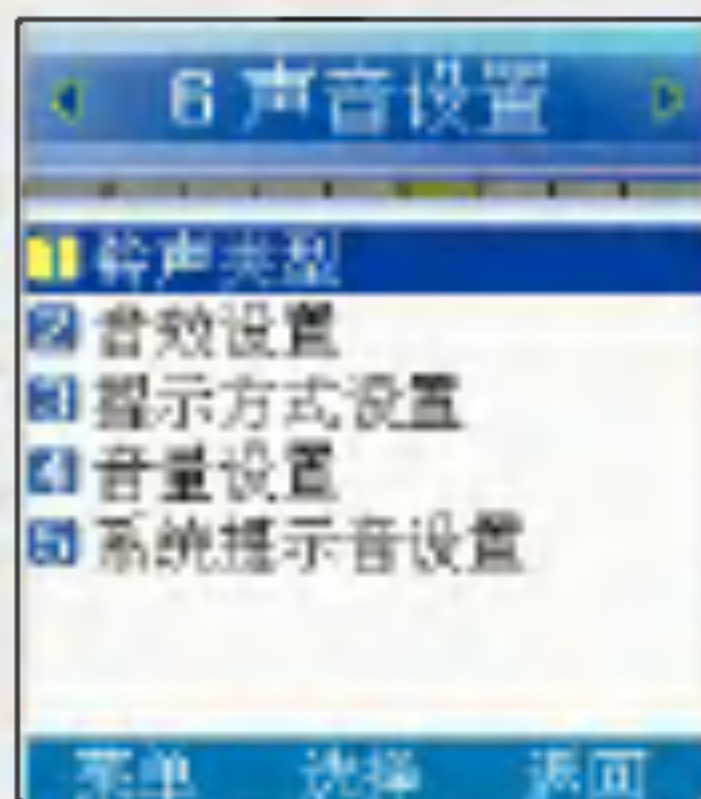 6 声音设置
1 铃声类型
2 音效设置
3 提示方式设置
4 音量设置
5 系统提示音设置
菜单 选择 返回